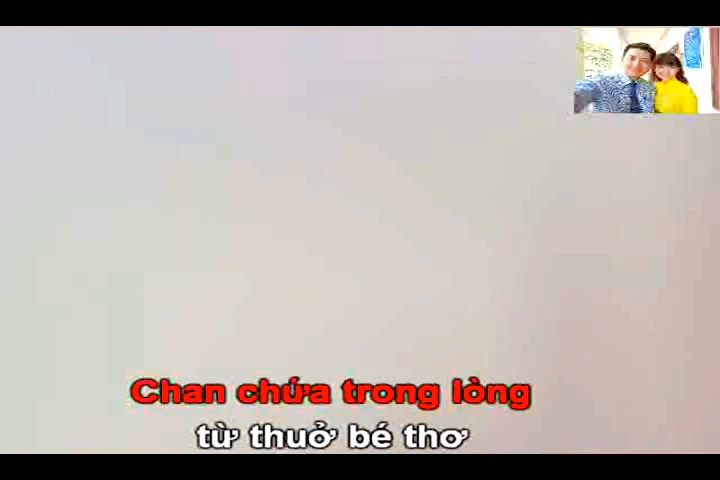 Chan chứa trong lòng
từ thuở bé thơ